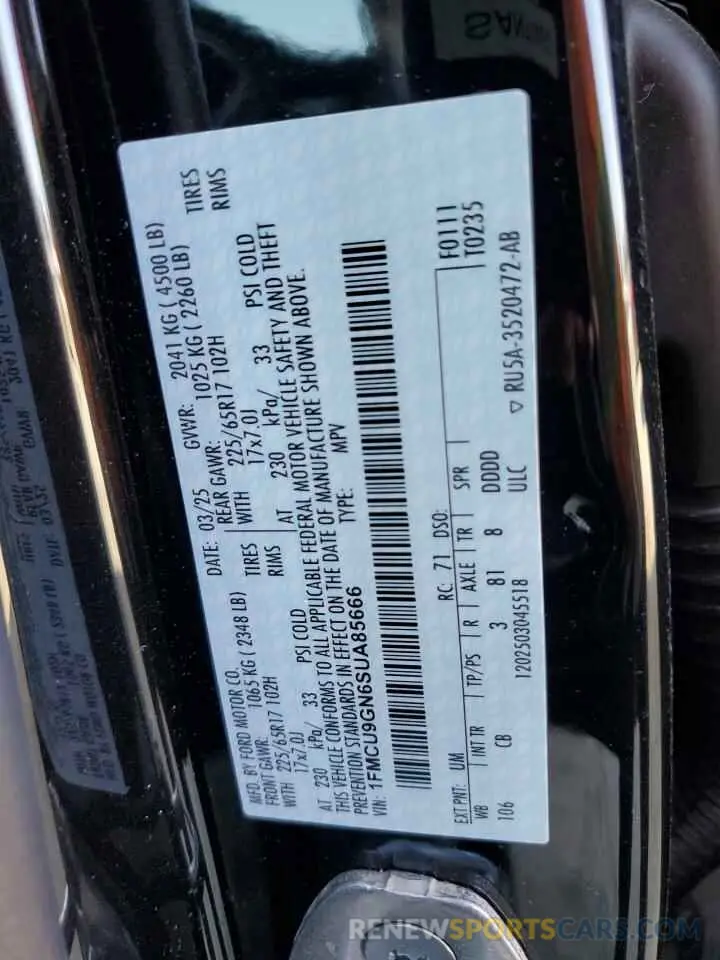 MFD. BY FORD MOTOR CO.
DATE: 03/25 GVWR: 2041 KG ( 4500 LB)
FRONT GAWR: 1065 KG ( 2348 LB) REAR GAWR: 1025 KG ( 2260 LB)
WITH 225/65R17 102H TIRES WITH 225/65R17 102H TIRES
17x7.0J RIMS 17x7.0J RIMS
AT 230 kPa/ 33 PSI COLD AT 230 kPa/ 33 PSI COLD
THIS VEHICLE CONFORMS TO ALL APPLICABLE FEDERAL MOTOR VEHICLE SAFETY AND THEFT
PREVENTION STANDARDS IN EFFECT ON THE DATE OF MANUFACTURE SHOWN ABOVE.
VIN: 1FMCU9GN6SUA85666 TYPE: MPV
F0111
T0235
EXT PNT: UM RC: 71 DSO:
WB INT TR TP/PS R AXLE TR SPR
106 CB 3 81 8 DDDD
ULC
1202503045518
▽ RU5A-3520472-AB
RENEWSPORTSCARS.COM